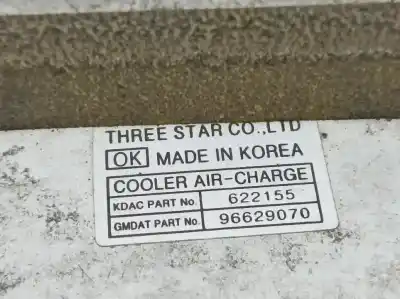 THREE STAR CO.,LTD
OK MADE IN KOREA
COOLER AIR-CHARGE
KDAC PART No. 622155
GMDAT PART No. 96629070